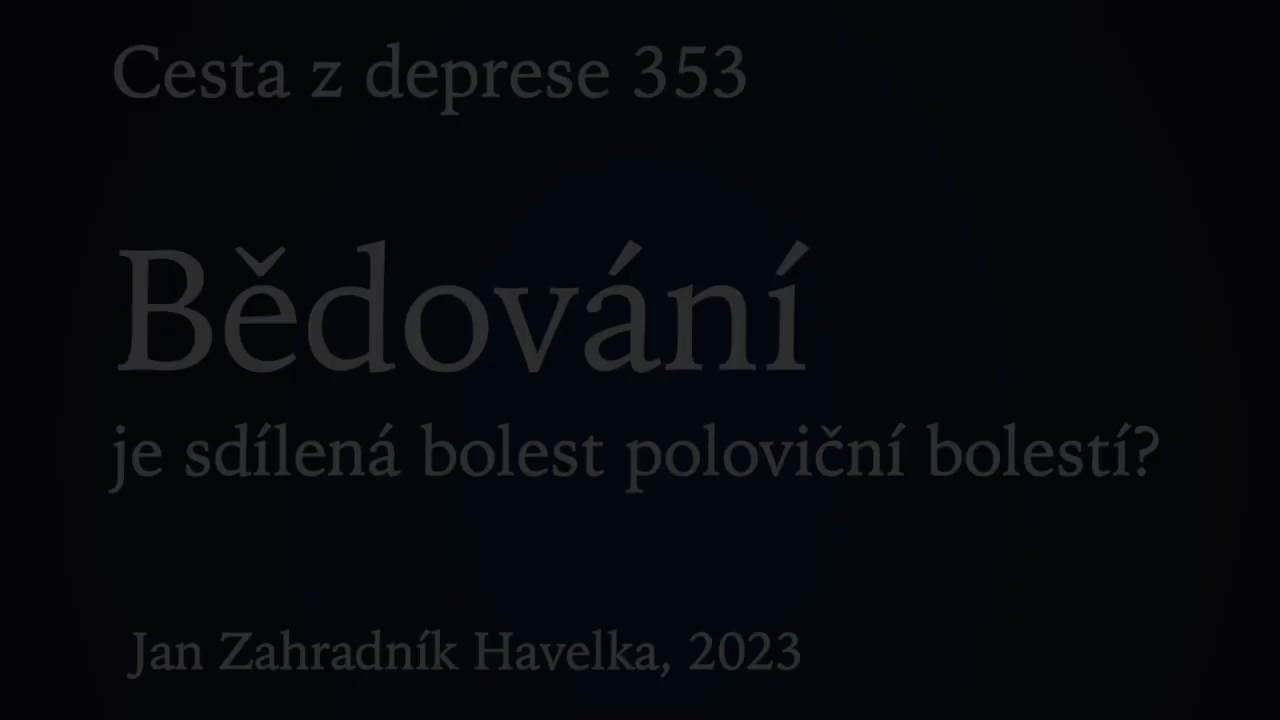 Cesta z deprese 353
Bědování
je sdílená bolest poloviční bolestí?
Jan Zahradník Havelka, 2023